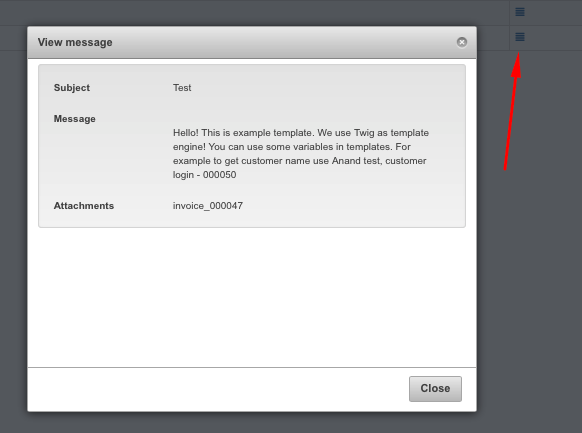 View message
Subject Test
Message
Hello! This is example template. We use Twig as template
engine! You can use some variables in templates. For
example to get customer name use Anand test, customer
login - 000050
Attachments invoice_000047
Close